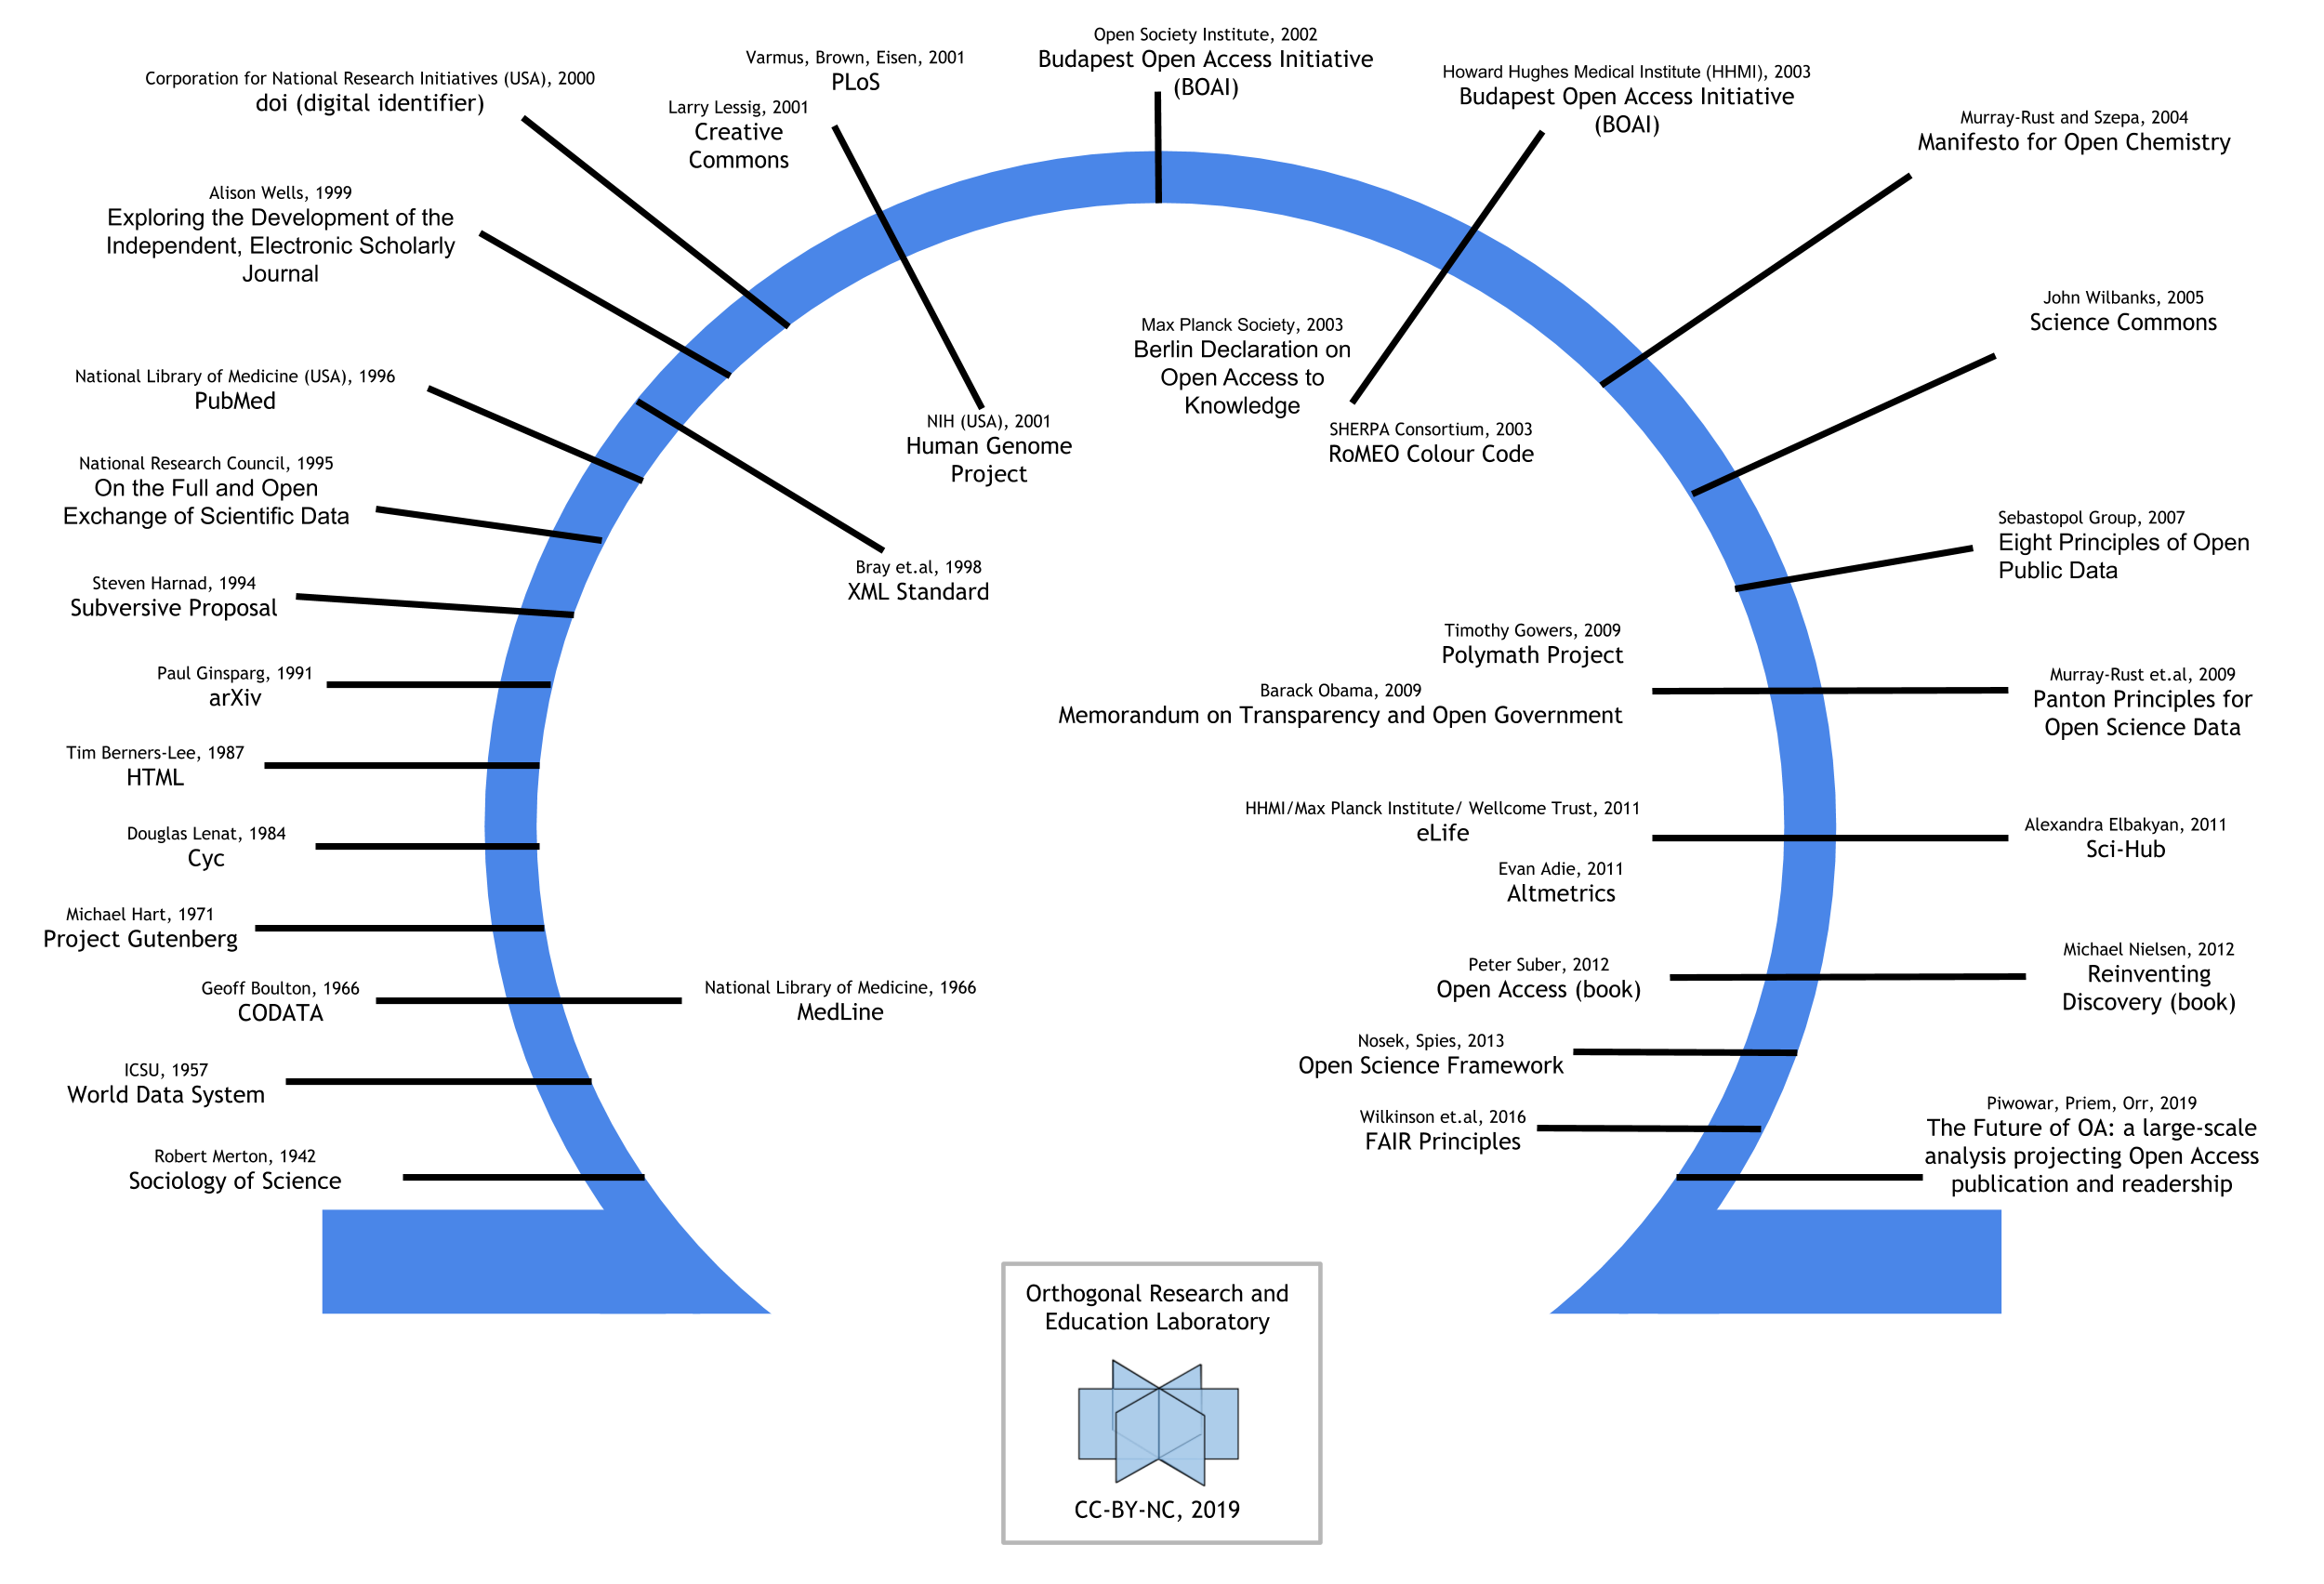 Open Society Institute, 2002
Budapest Open Access Initiative
(BOAI)
Varmus, Brown, Eisen, 2001
PLoS
Howard Hughes Medical Institute (HHMI), 2003
Budapest Open Access Initiative
(BOAI)
Corporation for National Research Initiatives (USA), 2000
doi (digital identifier)
Larry Lessig, 2001
Creative
Commons
Murray-Rust and Szepa, 2004
Manifesto for Open Chemistry
Alison Wells, 1999
Exploring the Development of the
Independent, Electronic Scholarly
Journal
John Wilbanks, 2005
Science Commons
Max Planck Society, 2003
Berlin Declaration on
Open Access to
Knowledge
National Library of Medicine (USA), 1996
PubMed
NIH (USA), 2001
Human Genome
Project
SHERPA Consortium, 2003
RoMEO Colour Code
National Research Council, 1995
On the Full and Open
Exchange of Scientific Data
Sebastopol Group, 2007
Eight Principles of Open
Public Data
Bray et.al, 1998
XML Standard
Steven Harnad, 1994
Subversive Proposal
Timothy Gowers, 2009
Polymath Project
Paul Ginsparg, 1991
arXiv
Murray-Rust et.al, 2009
Panton Principles for
Open Science Data
Barack Obama, 2009
Memorandum on Transparency and Open Government
Tim Berners-Lee, 1987
HTML
HHMI/Max Planck Institute/ Wellcome Trust, 2011
eLife
Alexandra Elbakyan, 2011
Sci-Hub
Douglas Lenat, 1984
Cyc
Evan Adie, 2011
Altmetrics
Michael Hart, 1971
Project Gutenberg
Michael Nielsen, 2012
Reinventing
Discovery (book)
Peter Suber, 2012
Open Access (book)
Geoff Boulton, 1966
CODATA
National Library of Medicine, 1966
MedLine
Nosek, Spies, 2013
Open Science Framework
ICSU, 1957
World Data System
Piwowar, Priem, Orr, 2019
The Future of OA: a large-scale
analysis projecting Open Access
publication and readership
Wilkinson et.al, 2016
FAIR Principles
Robert Merton, 1942
Sociology of Science
Orthogonal Research and
Education Laboratory
CC-BY-NC, 2019